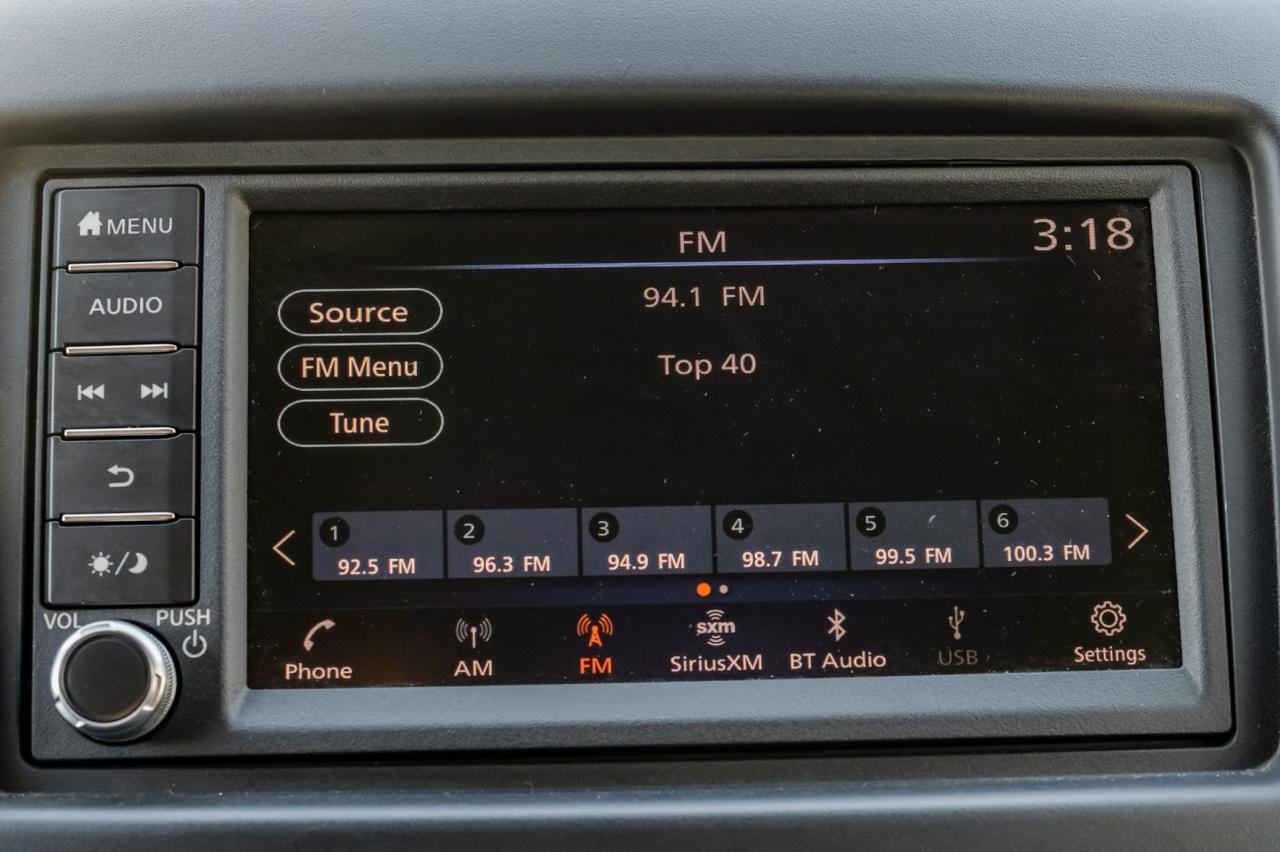 MENU
AUDIO
VOL
PUSH
FM
3:18
94.1 FM
Top 40
Source
FM Menu
Tune
1
92.5 FM
2
96.3 FM
3
94.9 FM
4
98.7 FM
5
99.5 FM
6
100.3 FM
Phone
AM
FM
sxm
SiriusXM
BT Audio
USB
Settings